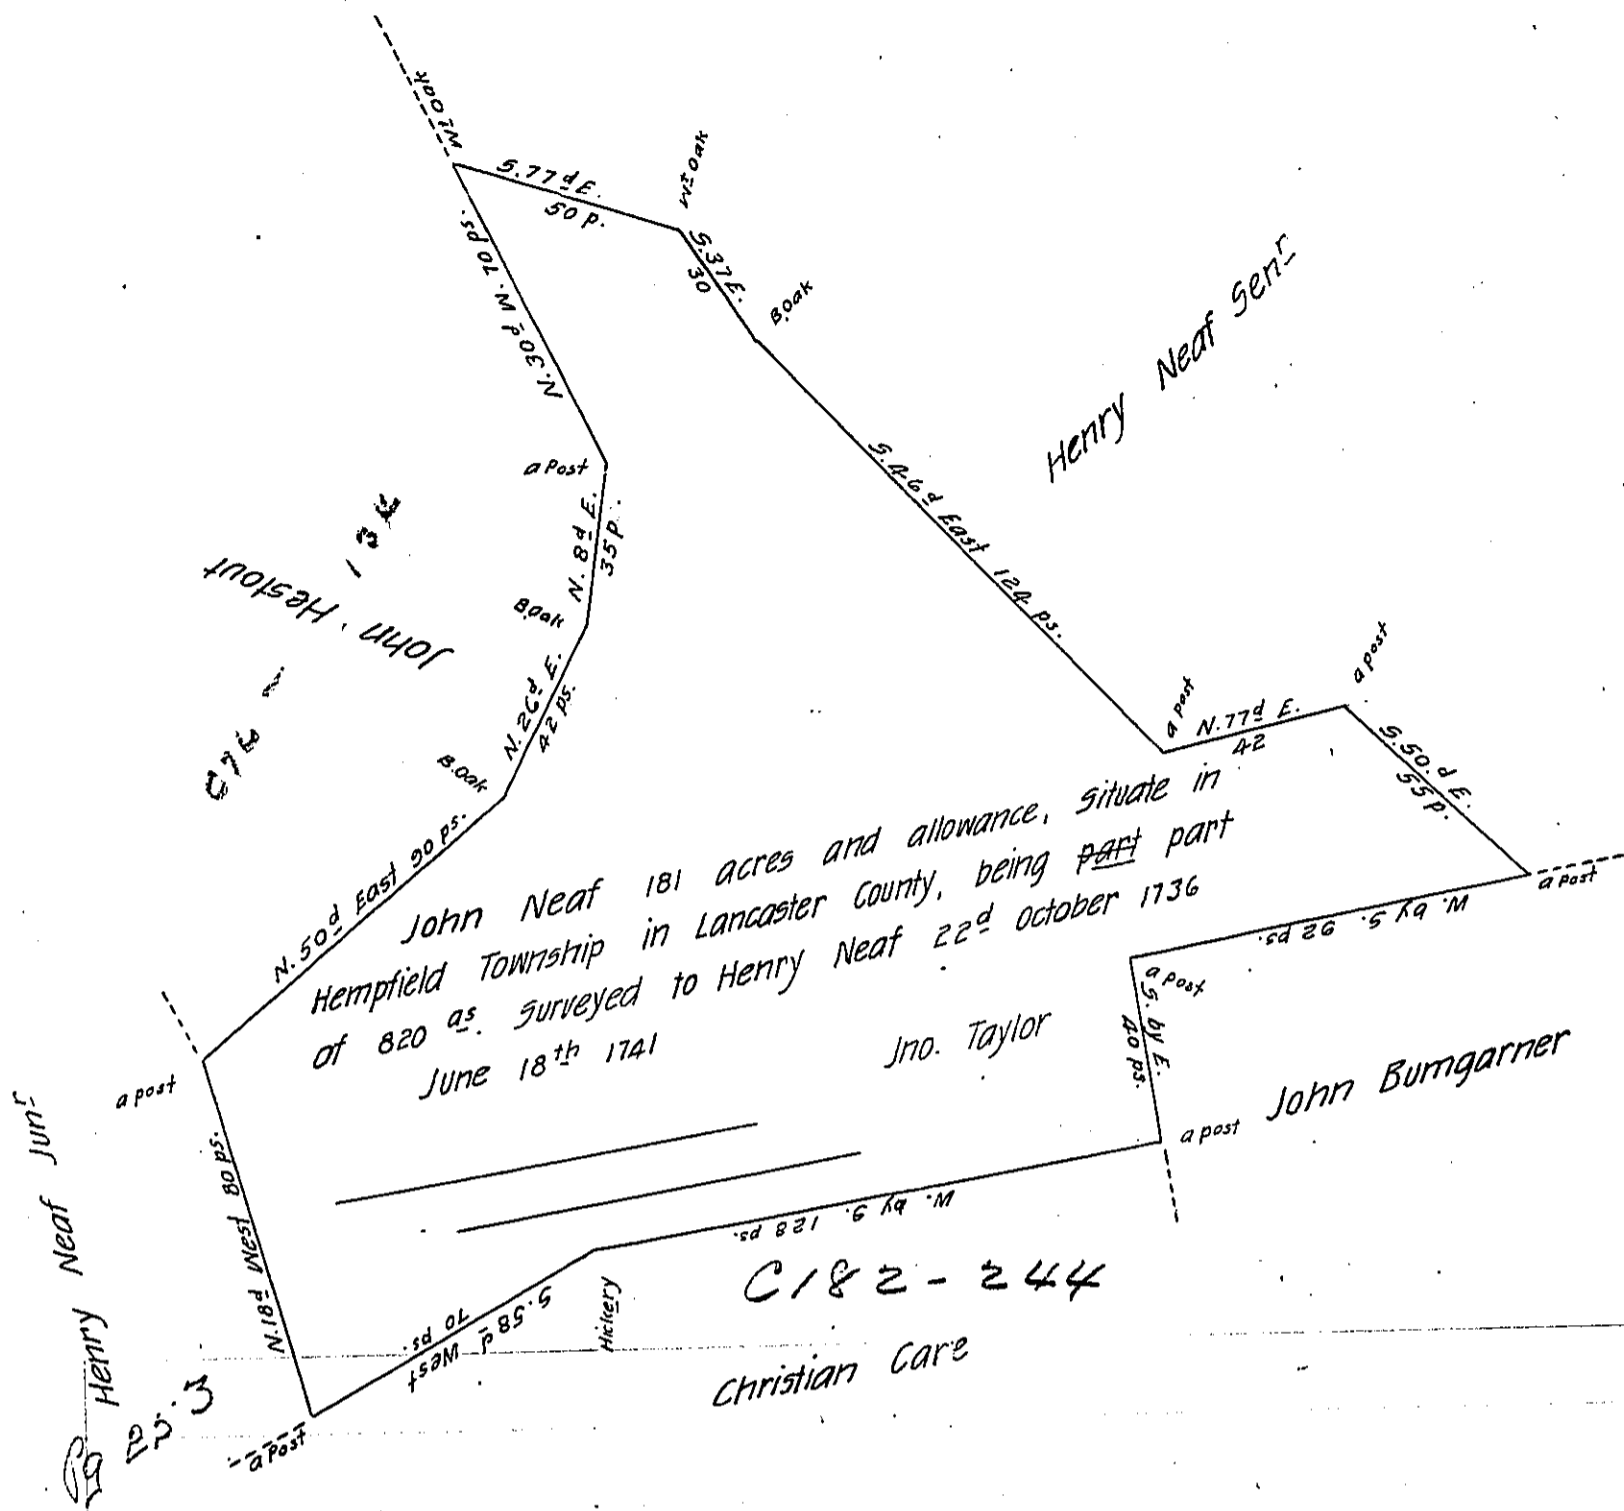 Wt Oak
S.77d E.
50 p.
Wt Oak
S.37 E.
30
B.Oak
Henry Neaf Senr
N.30d W. 70 ps.
a Post
S.46d East 124 ps.
N. 8d E.
35 p.
B.Oak
John. Hestout
N.26d E.
42 ps.
B.Oak
a post
N.77d E.
42
a post
S.50.d E.
55 p.
a post
N.50d East 90 ps.
W. by S. 92 ps.
a post
S. by E.
40 ps.
a post
John Neaf 181 acres and allowance, Situate in
Hempfield Township in Lancaster County, being part part
of 820 as. Surveyed to Henry Neaf 22d October 1736
June 18th 1741
Jno. Taylor
John Bumgarner
a post
Henry Neaf Junr
N.18d West 80 ps.
W. by S. 128 ps.
S.58d West
70 ps.
Hickery
C182-244
Christian Care
a Post